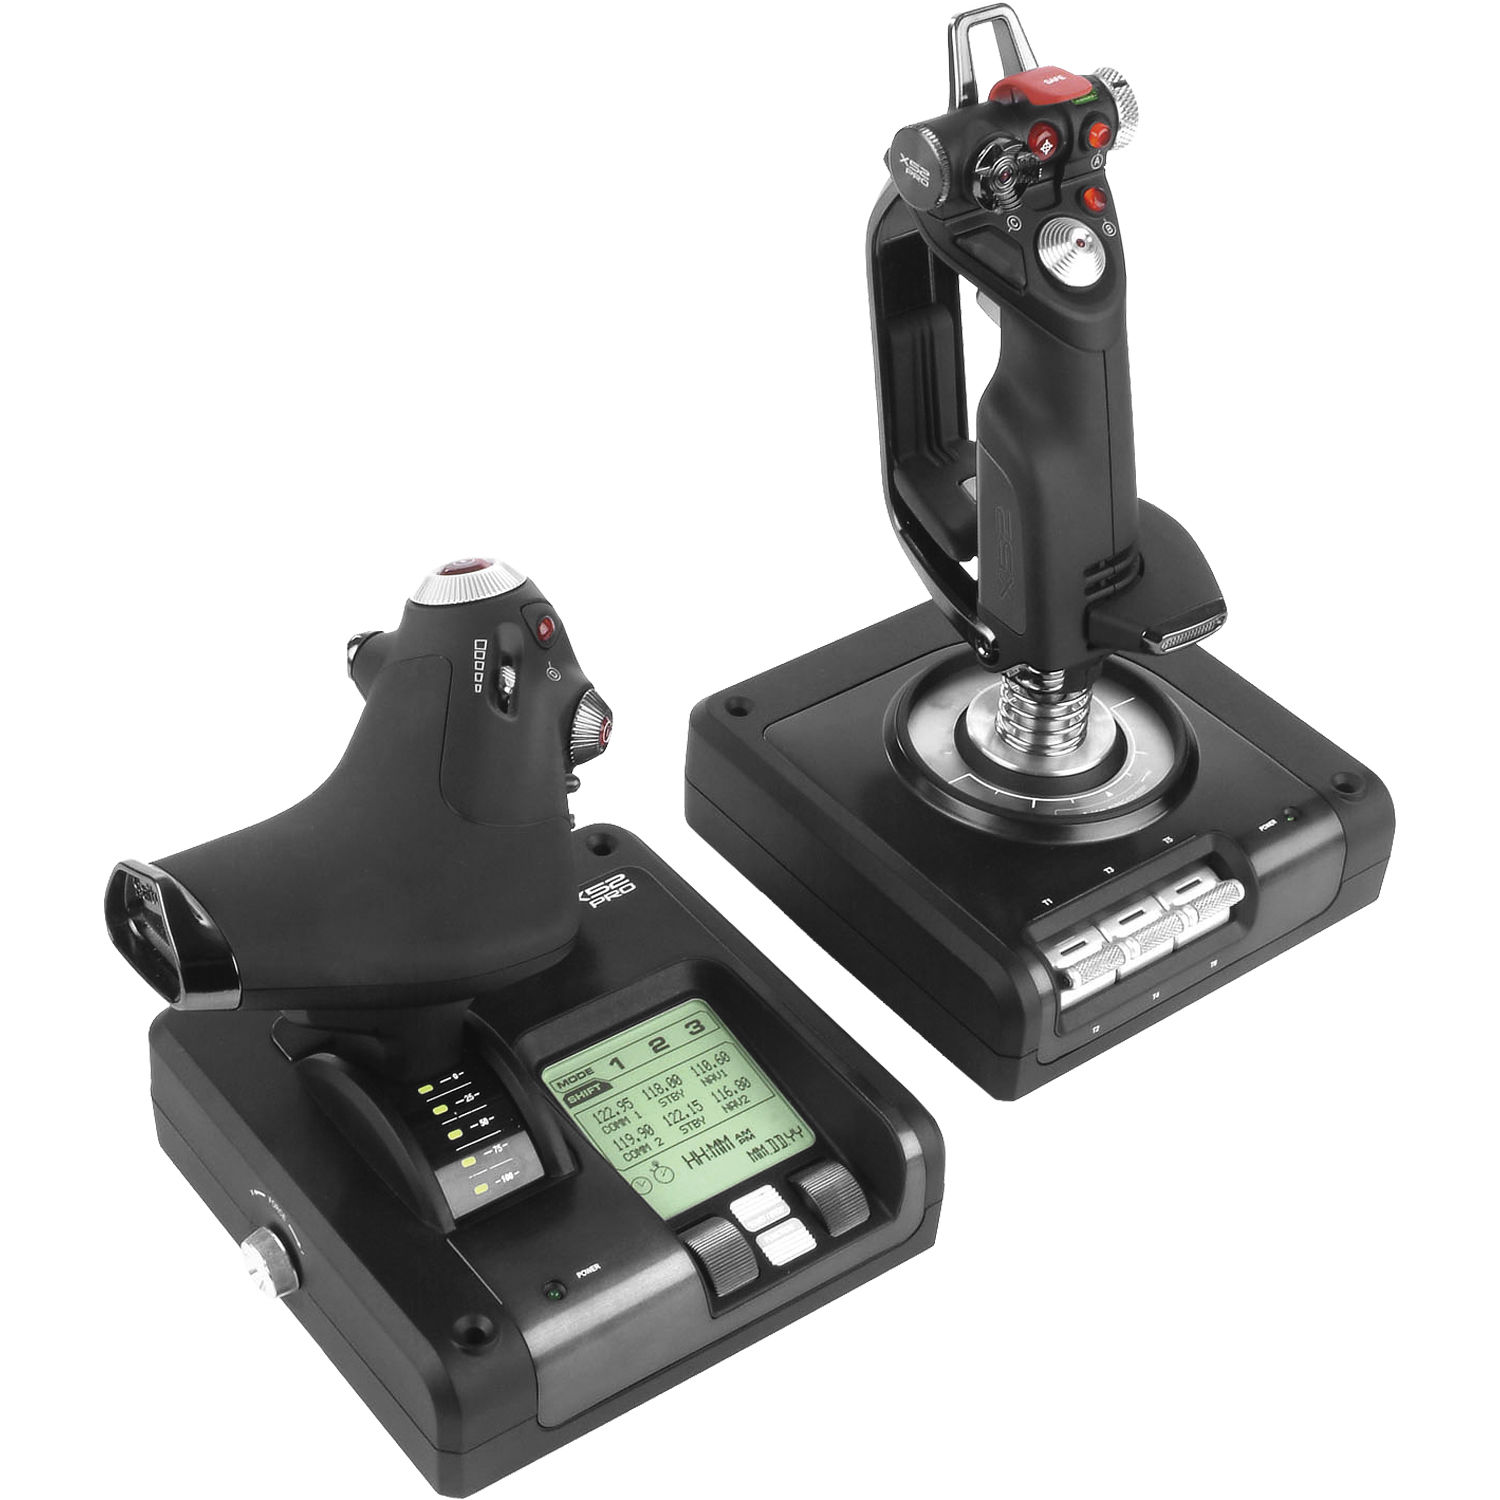 SAFE
X52
PRO
A
B
C
X52
D
X52
PRO
T1
T3
T5
POWER
T2
T4
T6
MODE 1 2 3
SHIFT
122.95 118.00 110.60
COMM 1 STBY NAV1
119.90 122.15 116.80
COMM 2 STBY NAV2
HH:MM AM PM MM.DD.YY
0
25
50
75
100
FORCE
POWER